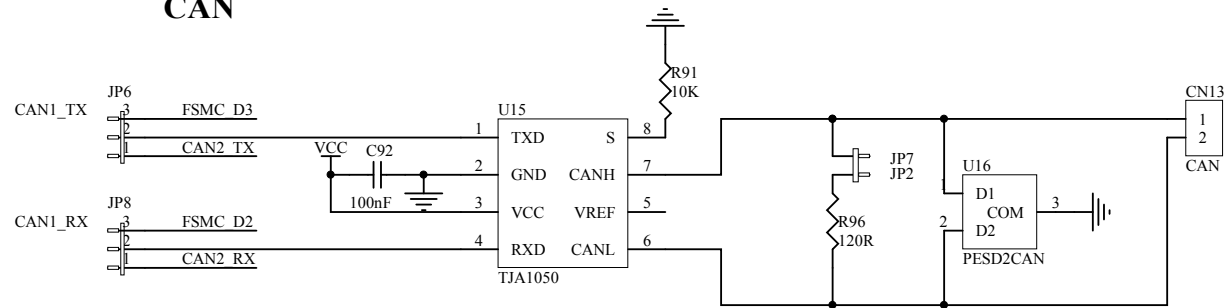 CAN
R91
10K
JP6
CAN1_TX
3
FSMC_D3
2
1
CAN2_TX
U15
1
TXD
S
8
2
GND
CANH
7
3
VCC
VREF
5
4
RXD
CANL
6
TJA1050
VCC
C92
100nF
JP8
CAN1_RX
3
FSMC_D2
2
1
CAN2_RX
JP7
JP2
R96
120R
U16
1
D1
COM
3
2
D2
PESD2CAN
CN13
1
2
CAN